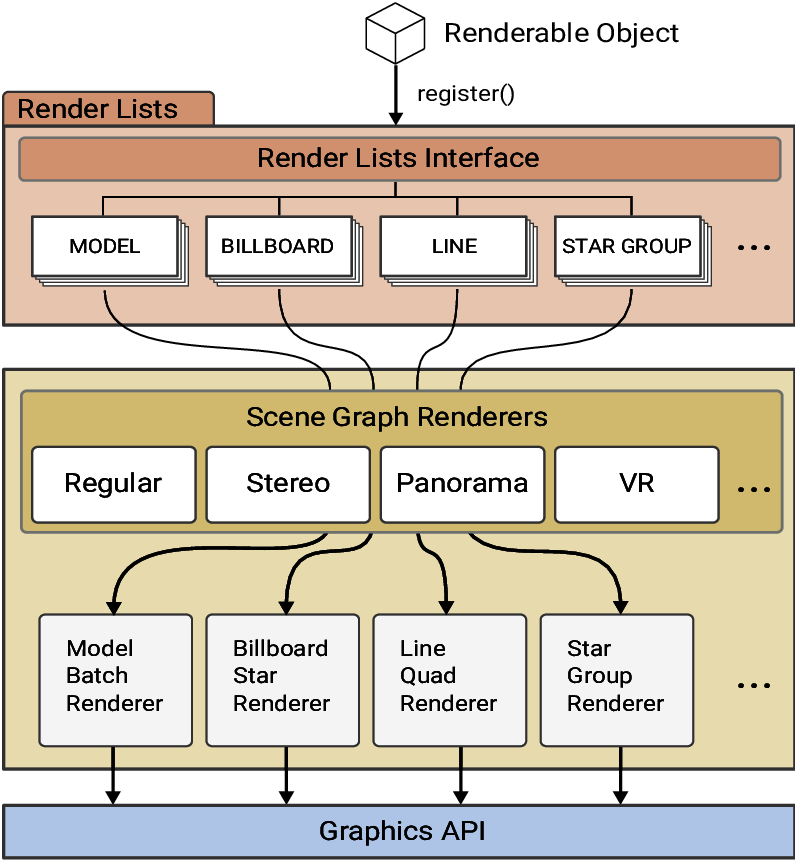 Renderable Object
register()
Render Lists
Render Lists Interface
MODEL
BILLBOARD
LINE
STAR GROUP
...
Scene Graph Renderers
Regular
Stereo
Panorama
VR
...
Model
Batch
Renderer
Billboard
Star
Renderer
Line
Quad
Renderer
Star
Group
Renderer
...
Graphics API